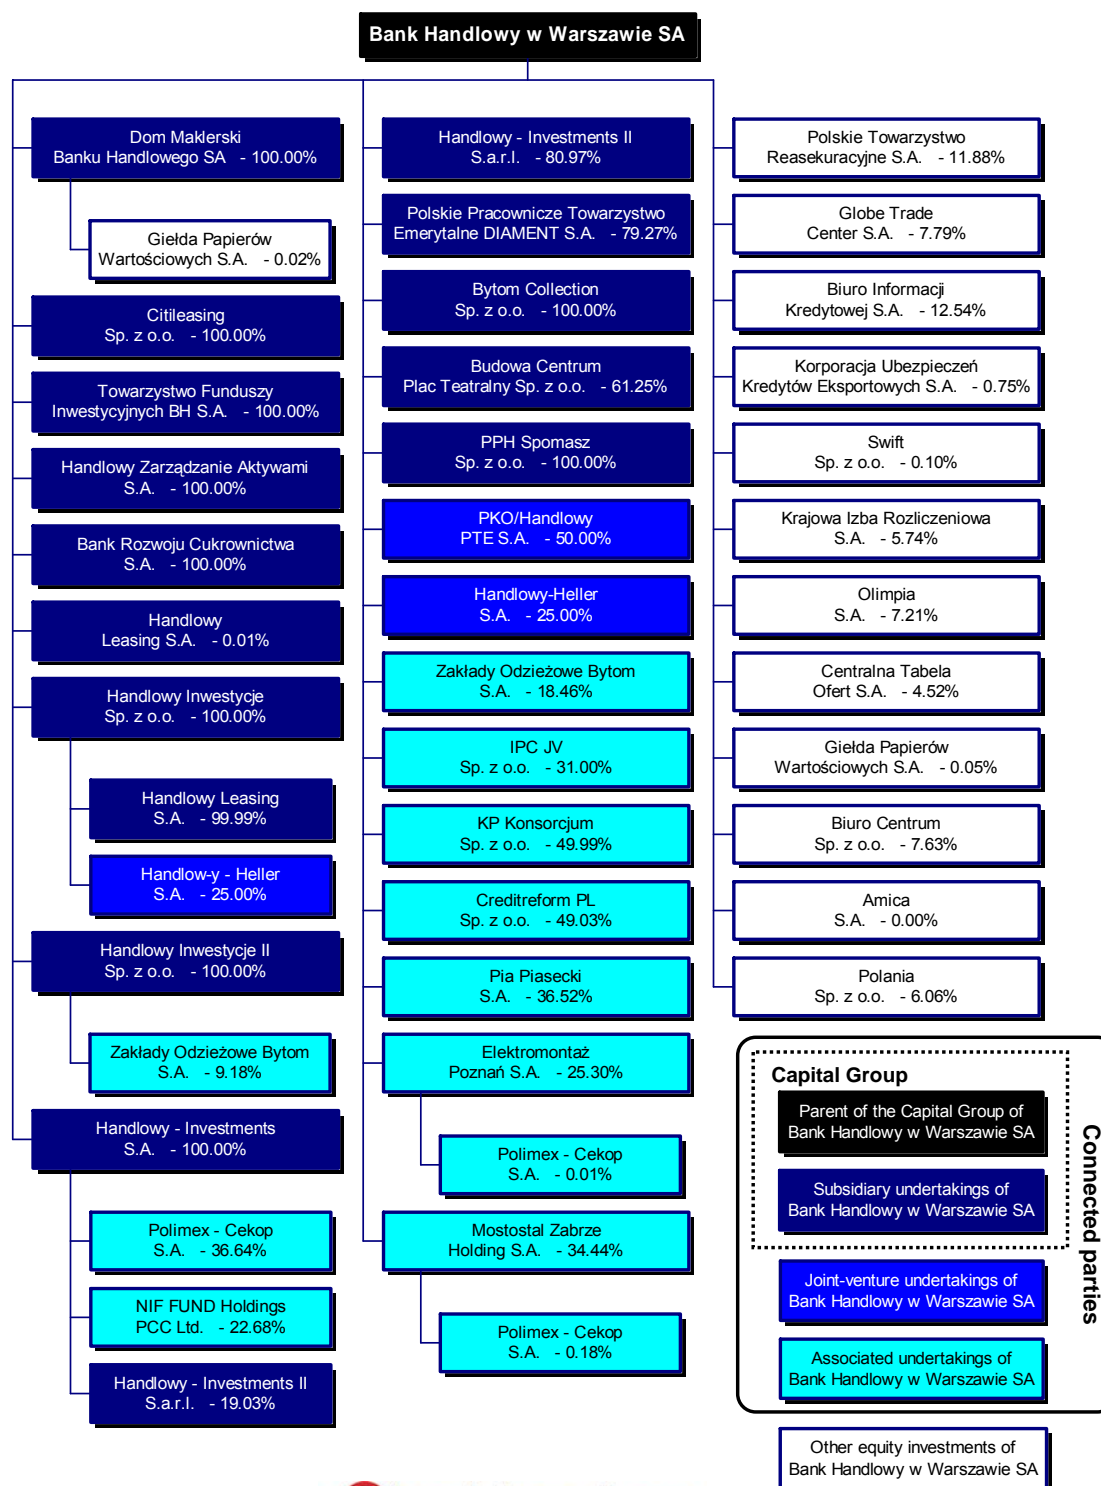 Bank Handlowy w Warszawie SA
Dom Maklerski
Banku Handlowego SA - 100.00%
Giełda Papierów
Wartościowych S.A. - 0.02%
Citileasing
Sp. z o.o. - 100.00%
Towarzystwo Funduszy
Inwestycyjnych BH S.A. - 100.00%
Handlowy Zarządzanie Aktywami
S.A. - 100.00%
Bank Rozwoju Cukrownictwa
S.A. - 100.00%
Handlowy
Leasing S.A. - 0.01%
Handlowy Inwestycje
Sp. z o.o. - 100.00%
Handlowy Leasing
S.A. - 99.99%
Handlow-y - Heller
S.A. - 25.00%
Handlowy Inwestycje II
Sp. z o.o. - 100.00%
Zakłady Odzieżowe Bytom
S.A. - 9.18%
Handlowy - Investments
S.A. - 100.00%
Polimex - Cekop
S.A. - 36.64%
NIF FUND Holdings
PCC Ltd. - 22.68%
Handlowy - Investments II
S.a.r.l. - 19.03%
Handlowy - Investments II
S.a.r.l. - 80.97%
Polskie Pracownicze Towarzystwo
Emerytalne DIAMENT S.A. - 79.27%
Bytom Collection
Sp. z o.o. - 100.00%
Budowa Centrum
Plac Teatralny Sp. z o.o. - 61.25%
PPH Spomasz
Sp. z o.o. - 100.00%
PKO/Handlowy
PTE S.A. - 50.00%
Handlowy-Heller
S.A. - 25.00%
Zakłady Odzieżowe Bytom
S.A. - 18.46%
IPC JV
Sp. z o.o. - 31.00%
KP Konsorcjum
Sp. z o.o. - 49.99%
Creditreform PL
Sp. z o.o. - 49.03%
Pia Piasecki
S.A. - 36.52%
Elektromontaż
Poznań S.A. - 25.30%
Polimex - Cekop
S.A. - 0.01%
Mostostal Zabrze
Holding S.A. - 34.44%
Polimex - Cekop
S.A. - 0.18%
Polskie Towarzystwo
Reasekuracyjne S.A. - 11.88%
Globe Trade
Center S.A. - 7.79%
Biuro Informacji
Kredytowej S.A. - 12.54%
Korporacja Ubezpieczeń
Kredytów Eksportowych S.A. - 0.75%
Swift
Sp. z o.o. - 0.10%
Krajowa Izba Rozliczeniowa
S.A. - 5.74%
Olimpia
S.A. - 7.21%
Centralna Tabela
Ofert S.A. - 4.52%
Giełda Papierów
Wartościowych S.A. - 0.05%
Biuro Centrum
Sp. z o.o. - 7.63%
Amica
S.A. - 0.00%
Polania
Sp. z o.o. - 6.06%
Capital Group
Parent of the Capital Group of
Bank Handlowy w Warszawie SA
Subsidiary undertakings of
Bank Handlowy w Warszawie SA
Joint-venture undertakings of
Bank Handlowy w Warszawie SA
Associated undertakings of
Bank Handlowy w Warszawie SA
Connected parties
Other equity investments of
Bank Handlowy w Warszawie SA